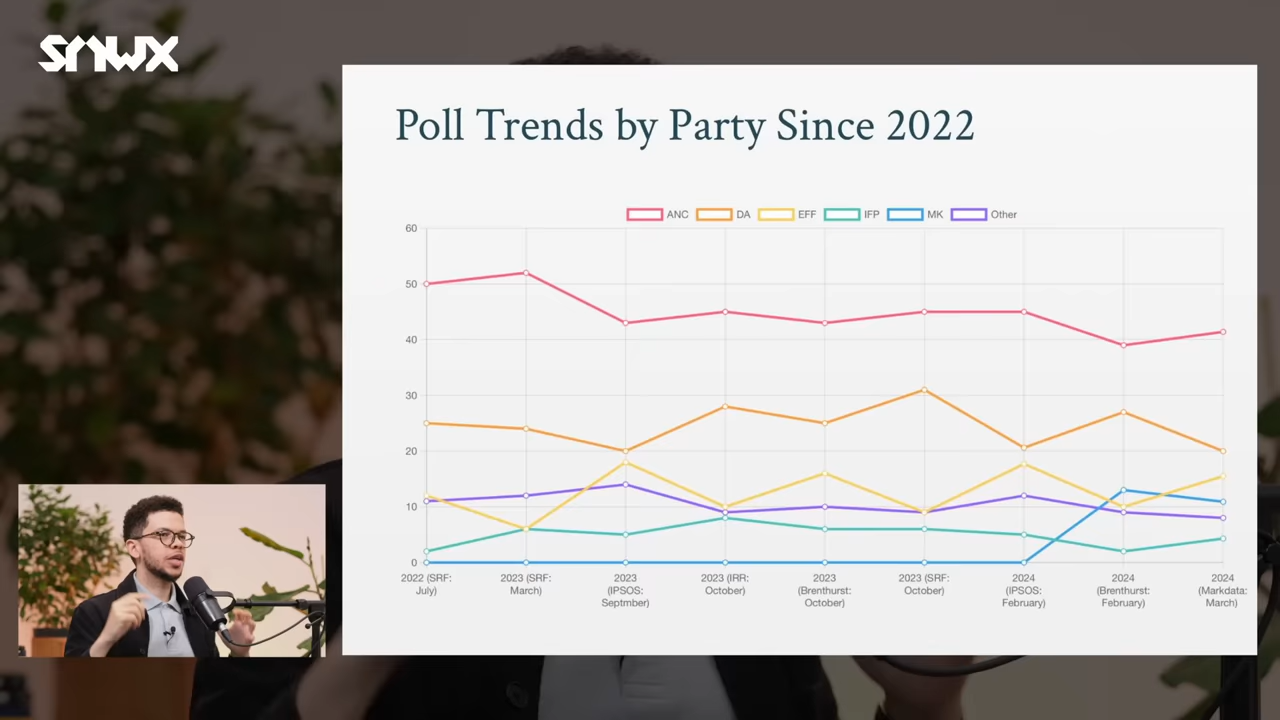 SMWX
Poll Trends by Party Since 2022
ANC DA EFF IFP MK Other
60
50
40
30
20
10
0
2022 (SRF:
July)
2023 (SRF:
March)
2023
(IPSOS:
Septmber)
2023 (IRR:
October)
2023
(Brenthurst:
October)
2023 (SRF:
October)
2024
(IPSOS:
February)
2024
(Brenthurst:
February)
2024
(Markdata:
March)